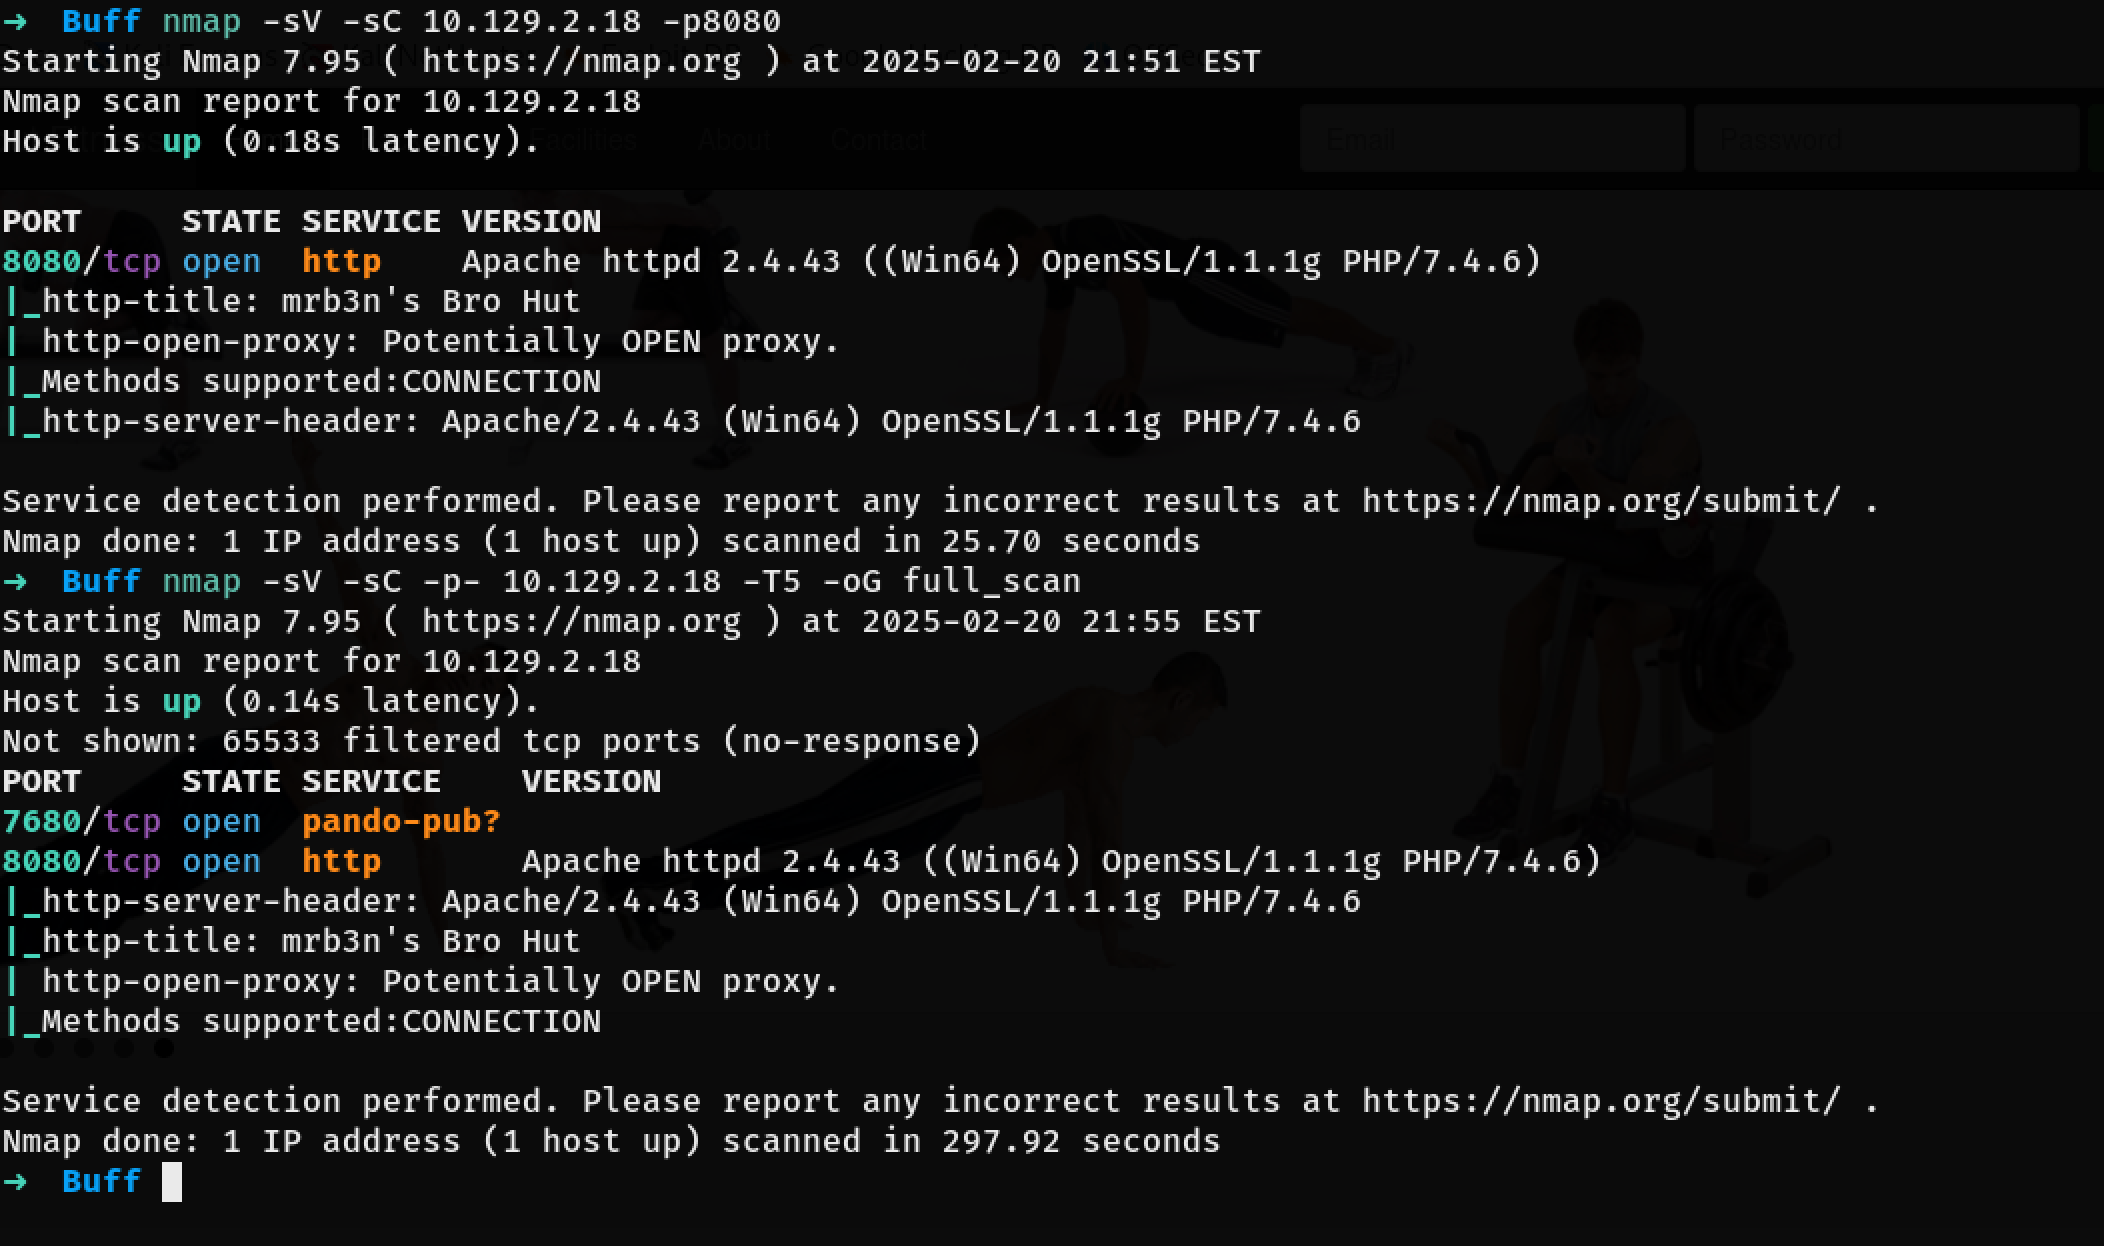 → Buff nmap -sV -sC 10.129.2.18 -p8080
Starting Nmap 7.95 ( https://nmap.org ) at 2025-02-20 21:51 EST
Nmap scan report for 10.129.2.18
Host is up (0.18s latency).
Facilities About Contact Email Password
PORT     STATE SERVICE VERSION
8080/tcp open  http    Apache httpd 2.4.43 ((Win64) OpenSSL/1.1.1g PHP/7.4.6)
|_http-title: mrb3n's Bro Hut
| http-open-proxy: Potentially OPEN proxy.
|_Methods supported:CONNECTION
|_http-server-header: Apache/2.4.43 (Win64) OpenSSL/1.1.1g PHP/7.4.6
Service detection performed. Please report any incorrect results at https://nmap.org/submit/ .
Nmap done: 1 IP address (1 host up) scanned in 25.70 seconds
→ Buff nmap -sV -sC -p- 10.129.2.18 -T5 -oG full_scan
Starting Nmap 7.95 ( https://nmap.org ) at 2025-02-20 21:55 EST
Nmap scan report for 10.129.2.18
Host is up (0.14s latency).
Not shown: 65533 filtered tcp ports (no-response)
PORT     STATE SERVICE    VERSION
7680/tcp open  pando-pub?
8080/tcp open  http       Apache httpd 2.4.43 ((Win64) OpenSSL/1.1.1g PHP/7.4.6)
|_http-server-header: Apache/2.4.43 (Win64) OpenSSL/1.1.1g PHP/7.4.6
|_http-title: mrb3n's Bro Hut
| http-open-proxy: Potentially OPEN proxy.
|_Methods supported:CONNECTION
Service detection performed. Please report any incorrect results at https://nmap.org/submit/ .
Nmap done: 1 IP address (1 host up) scanned in 297.92 seconds
→ Buff